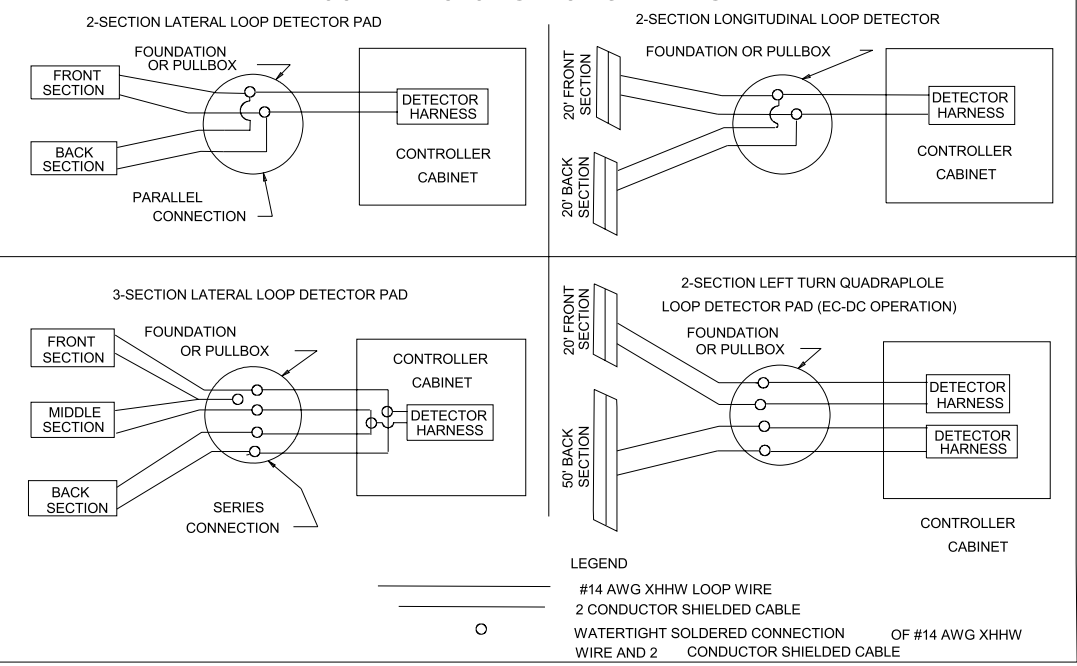 2-SECTION LATERAL LOOP DETECTOR PAD
FOUNDATION
OR PULLBOX
FRONT
SECTION
BACK
SECTION
DETECTOR
HARNESS
CONTROLLER
CABINET
PARALLEL
CONNECTION
2-SECTION LONGITUDINAL LOOP DETECTOR
FOUNDATION OR PULLBOX
20' FRONT
SECTION
20' BACK
SECTION
DETECTOR
HARNESS
CONTROLLER
CABINET
3-SECTION LATERAL LOOP DETECTOR PAD
FOUNDATION
OR PULLBOX
FRONT
SECTION
MIDDLE
SECTION
BACK
SECTION
CONTROLLER
CABINET
DETECTOR
HARNESS
SERIES
CONNECTION
2-SECTION LEFT TURN QUADRAPLOLE
LOOP DETECTOR PAD (EC-DC OPERATION)
FOUNDATION
OR PULLBOX
20' FRONT
SECTION
50' BACK
SECTION
DETECTOR
HARNESS
DETECTOR
HARNESS
CONTROLLER
CABINET
LEGEND
#14 AWG XHHW LOOP WIRE
2 CONDUCTOR SHIELDED CABLE
WATERTIGHT SOLDERED CONNECTION OF #14 AWG XHHW
WIRE AND 2 CONDUCTOR SHIELDED CABLE